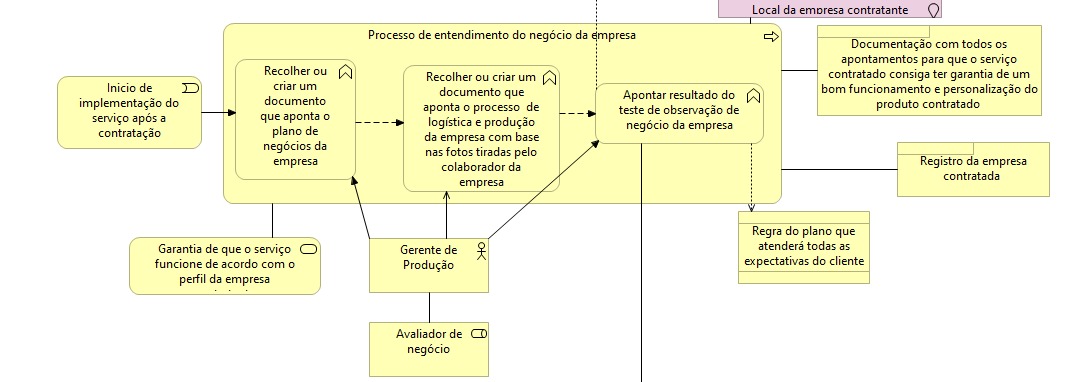 Local da empresa contratante
Processo de entendimento do negócio da empresa
Documentação com todos os
apontamentos para que o serviço
contratado consiga ter garantia de um
bom funcionamento e personalização do
produto contratado
Inicio de
implementação do
serviço após a
contratação
Recolher ou
criar um
documento
que aponta o
plano de
negócios da
empresa
Recolher ou criar um
documento que
aponta o processo de
logística e produção
da empresa com base
nas fotos tiradas pelo
colaborador da
empresa
Apontar resultado do
teste de observação de
negócio da empresa
Registro da empresa
contratada
Garantia de que o serviço
funcione de acordo com o
perfil da empresa
Gerente de
Produção
Regra do plano que
atenderá todas as
expectativas do cliente
Avaliador de
negócio